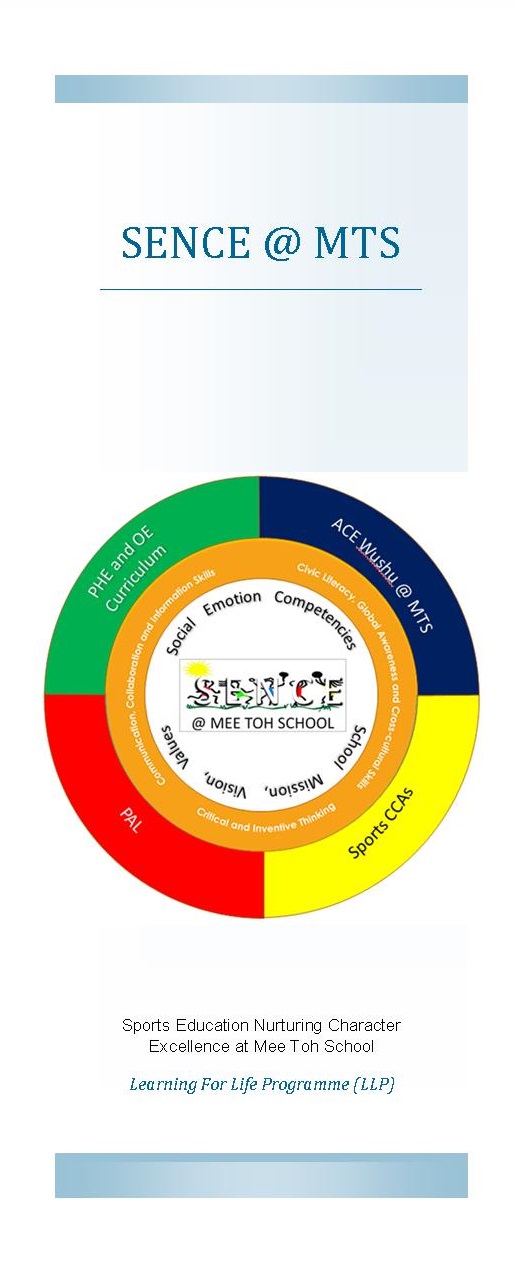 SENCE @ MTS
PHE and OE
Curriculum
ACE Wushu @ MTS
Communication, Collaboration and Information Skills
Civic Literacy, Global Awareness and Cross-cultural Skills
Social Emotion Competencies
SENCE
@ MEE TOH SCHOOL
School Mission, Vision, Values
Critical and Inventive Thinking
PAL
Sports CCAs
Sports Education Nurturing Character
Excellence at Mee Toh School
Learning For Life Programme (LLP)